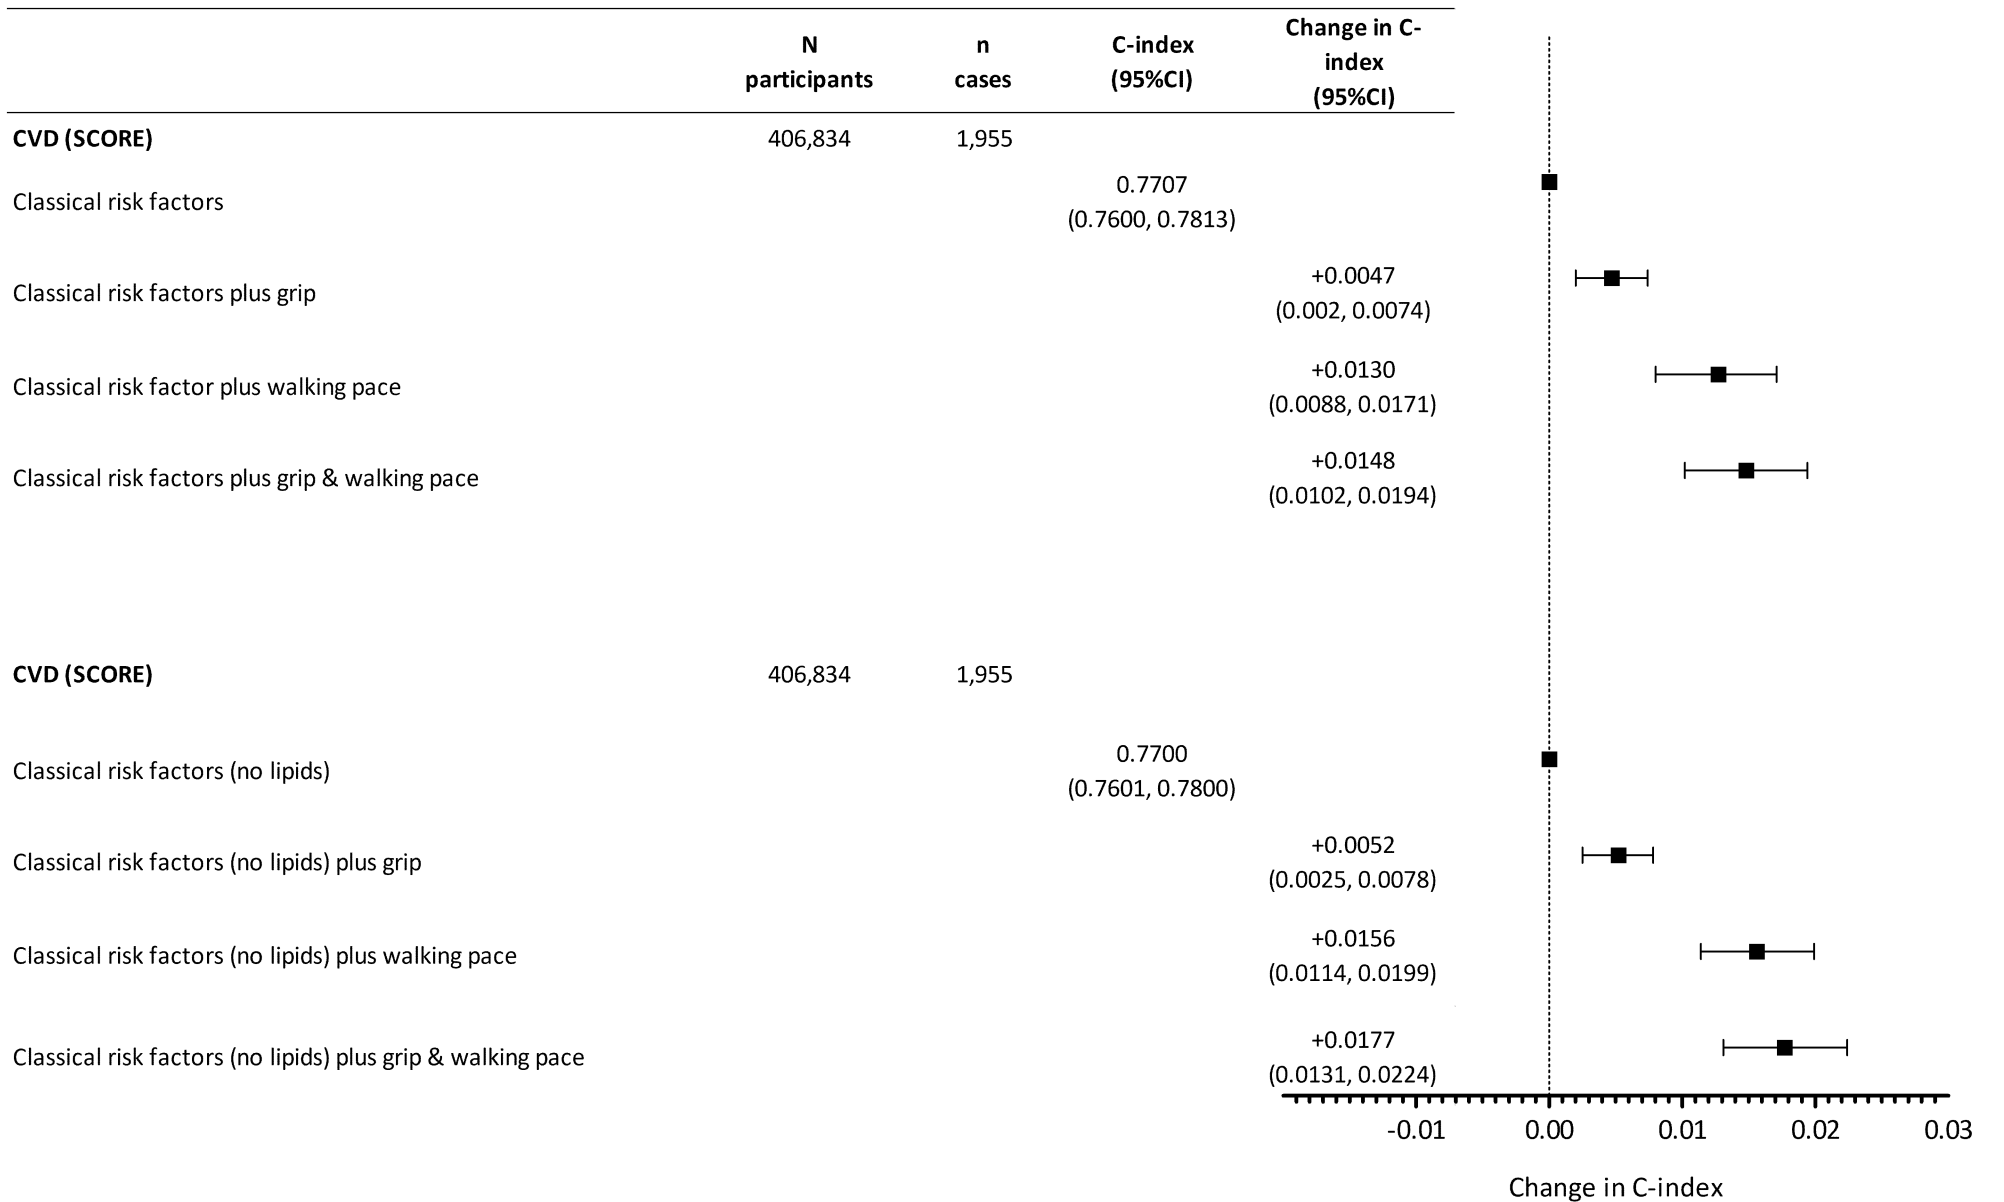 N participants n cases C-index (95%CI) Change in C-index (95%CI)
CVD (SCORE) 406,834 1,955
Classical risk factors 0.7707 (0.7600, 0.7813)
Classical risk factors plus grip +0.0047 (0.002, 0.0074)
Classical risk factor plus walking pace +0.0130 (0.0088, 0.0171)
Classical risk factors plus grip & walking pace +0.0148 (0.0102, 0.0194)
CVD (SCORE) 406,834 1,955
Classical risk factors (no lipids) 0.7700 (0.7601, 0.7800)
Classical risk factors (no lipids) plus grip +0.0052 (0.0025, 0.0078)
Classical risk factors (no lipids) plus walking pace +0.0156 (0.0114, 0.0199)
Classical risk factors (no lipids) plus grip & walking pace +0.0177 (0.0131, 0.0224)
-0.01 0.00 0.01 0.02 0.03
Change in C-index